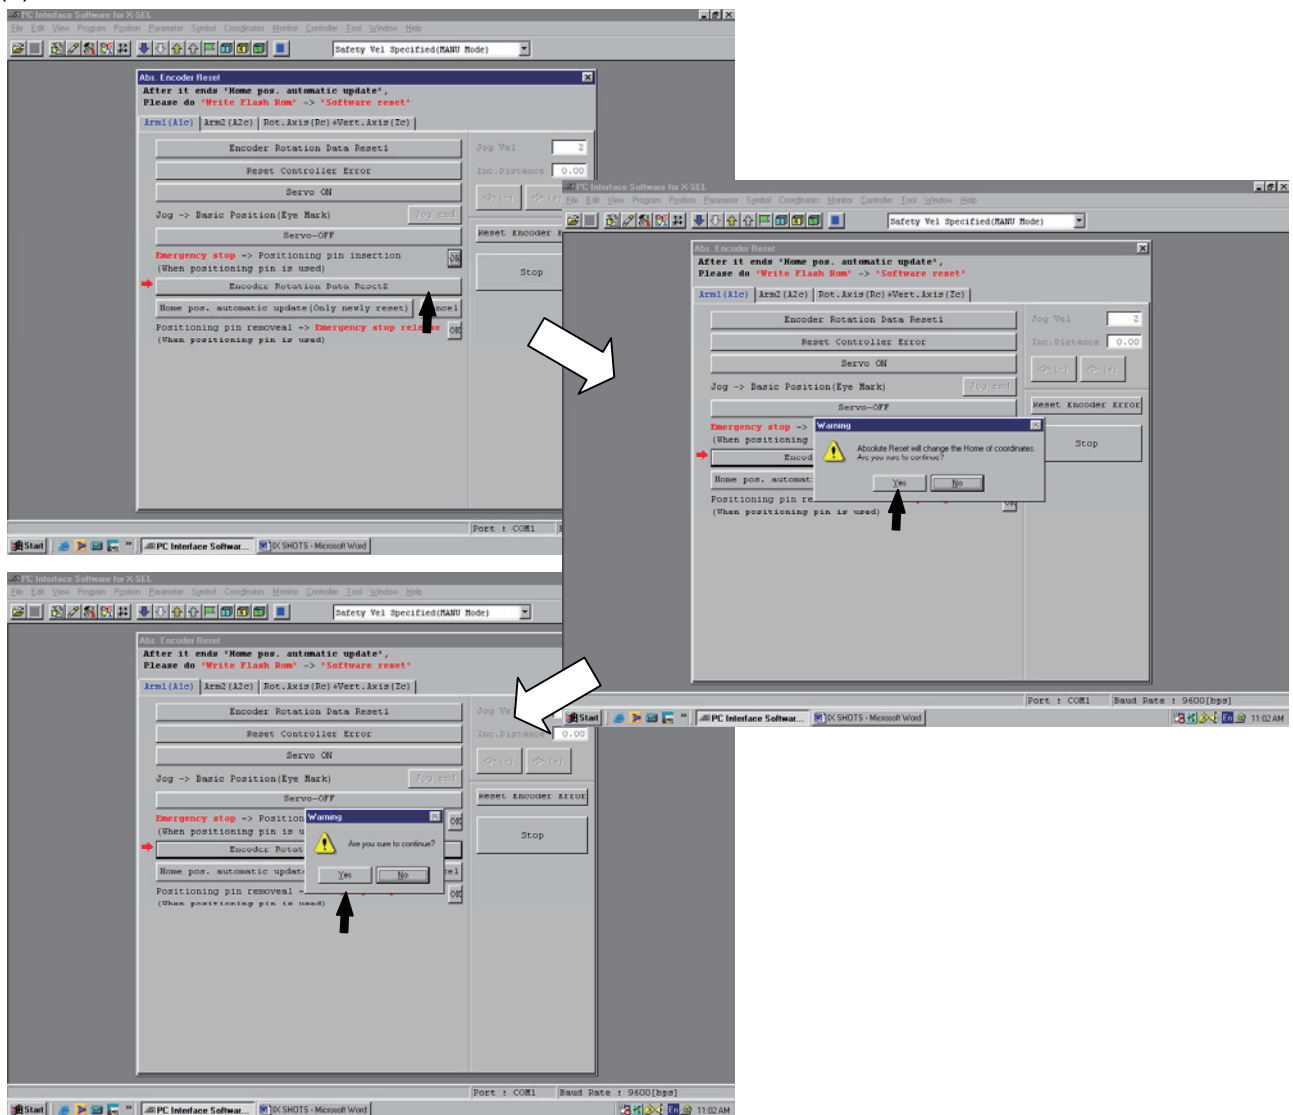 PC Interface Software for X-SEL
File Edit View Program Position Parameter Symbol Coordinates Monitor Controller Tool Window Help
Safety Vel Specified(MANU Mode)
Abs. Encoder Reset
After it ends "Home pos. automatic update",
Please do "Write Flash Rom" -> "Software reset"
Arm1(A1c) Arm2(A2c) Rot.Axis(Rc)+Vert.Axis(Zc)
Encoder Rotation Data Reset1
Jog Vel 2
Reset Controller Error
Inc.Distance 0.00
Servo ON
(-)
Jog -> Basic Position(Eye Mark) Jog end
Servo-OFF
Reset Encoder
Emergency stop -> Positioning pin insertion OK
(When positioning pin is used)
Stop
Encoder Rotation Data Reset2
Home pos. automatic update(Only newly reset)
Positioning pin removeal -> Emergency stop OK
(When positioning pin is used)
Port : COM1
Start PC Interface Softwar... IX SHOTS - Microsoft Word
PC Interface Software for X-SEL
File Edit View Program Position Parameter Symbol Coordinates Monitor Controller Tool Window Help
Safety Vel Specified(MANU Mode)
Abs. Encoder Reset
After it ends "Home pos. automatic update",
Please do "Write Flash Rom" -> "Software reset"
Arm1(A1c) Arm2(A2c) Rot.Axis(Rc)+Vert.Axis(Zc)
Encoder Rotation Data Reset1
Jog Vel 2
Reset Controller Error
Inc.Distance 0.00
Servo ON
(-) (+)
Jog -> Basic Position(Eye Mark) Jog end
Servo-OFF
Reset Encoder Error
Emergency stop ->
Warning
(When positioning
Absolute Reset will change the Home of coordinates.
Are you sure to continue?
Stop
Home pos.
Yes No
Positioning pin
(When positioning pin is used)
Port : COM1 Baud Rate : 9600[bps]
Start PC Interface Softwar... IX SHOTS - Microsoft Word En 11:02 AM
PC Interface Software for X-SEL
File Edit View Program Position Parameter Symbol Coordinates Monitor Controller Tool Window Help
Safety Vel Specified(MANU Mode)
Abs. Encoder Reset
After it ends "Home pos. automatic update",
Please do "Write Flash Rom" -> "Software reset"
Arm1(A1c) Arm2(A2c) Rot.Axis(Rc)+Vert.Axis(Zc)
Encoder Rotation Data Reset1
Jog
Reset Controller Error
Inc.Distance 0.00
Servo ON
(-) (+)
Jog -> Basic Position(Eye Mark) Jog end
Servo-OFF
Reset Encoder Error
Emergency stop ->
Warning
OK
(When positioning pin is
Are you sure to continue?
Stop
Encoder
Home pos. automatic
Yes No
Positioning pin removeal OK
(When positioning pin is used)
Port : COM1 Baud Rate : 9600[bps]
Start PC Interface Softwar... IX SHOTS - Microsoft Word En 11:02 AM